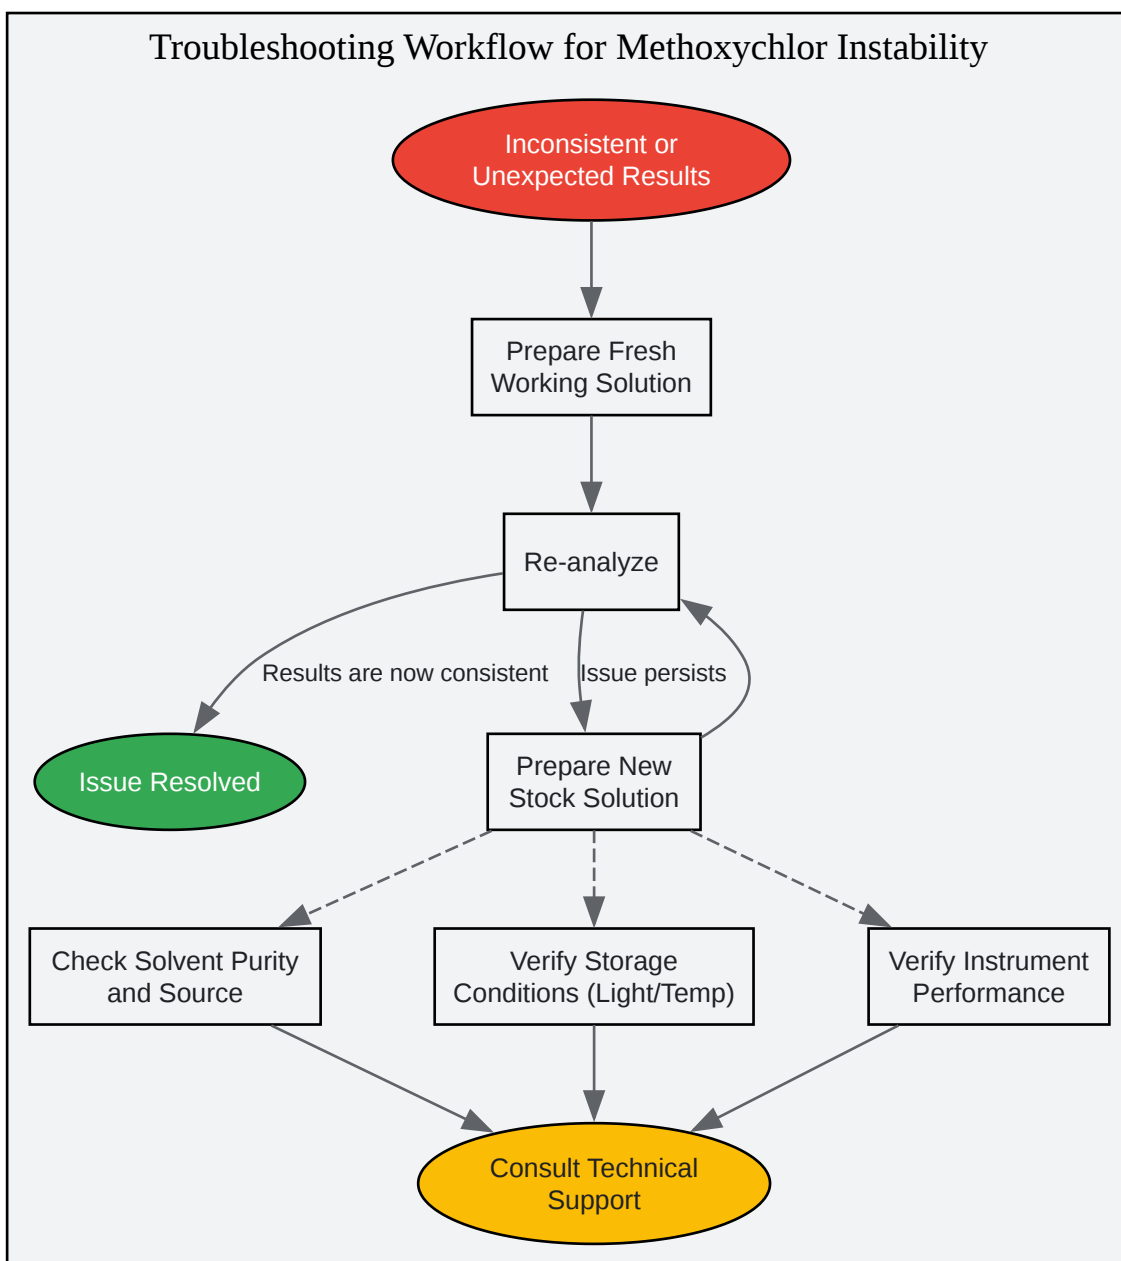 Troubleshooting Workflow for Methoxychlor Instability
Inconsistent or
Unexpected Results
Prepare Fresh
Working Solution
Re-analyze
Results are now consistent
Issue persists
Issue Resolved
Prepare New
Stock Solution
Check Solvent Purity
and Source
Verify Storage
Conditions (Light/Temp)
Verify Instrument
Performance
Consult Technical
Support